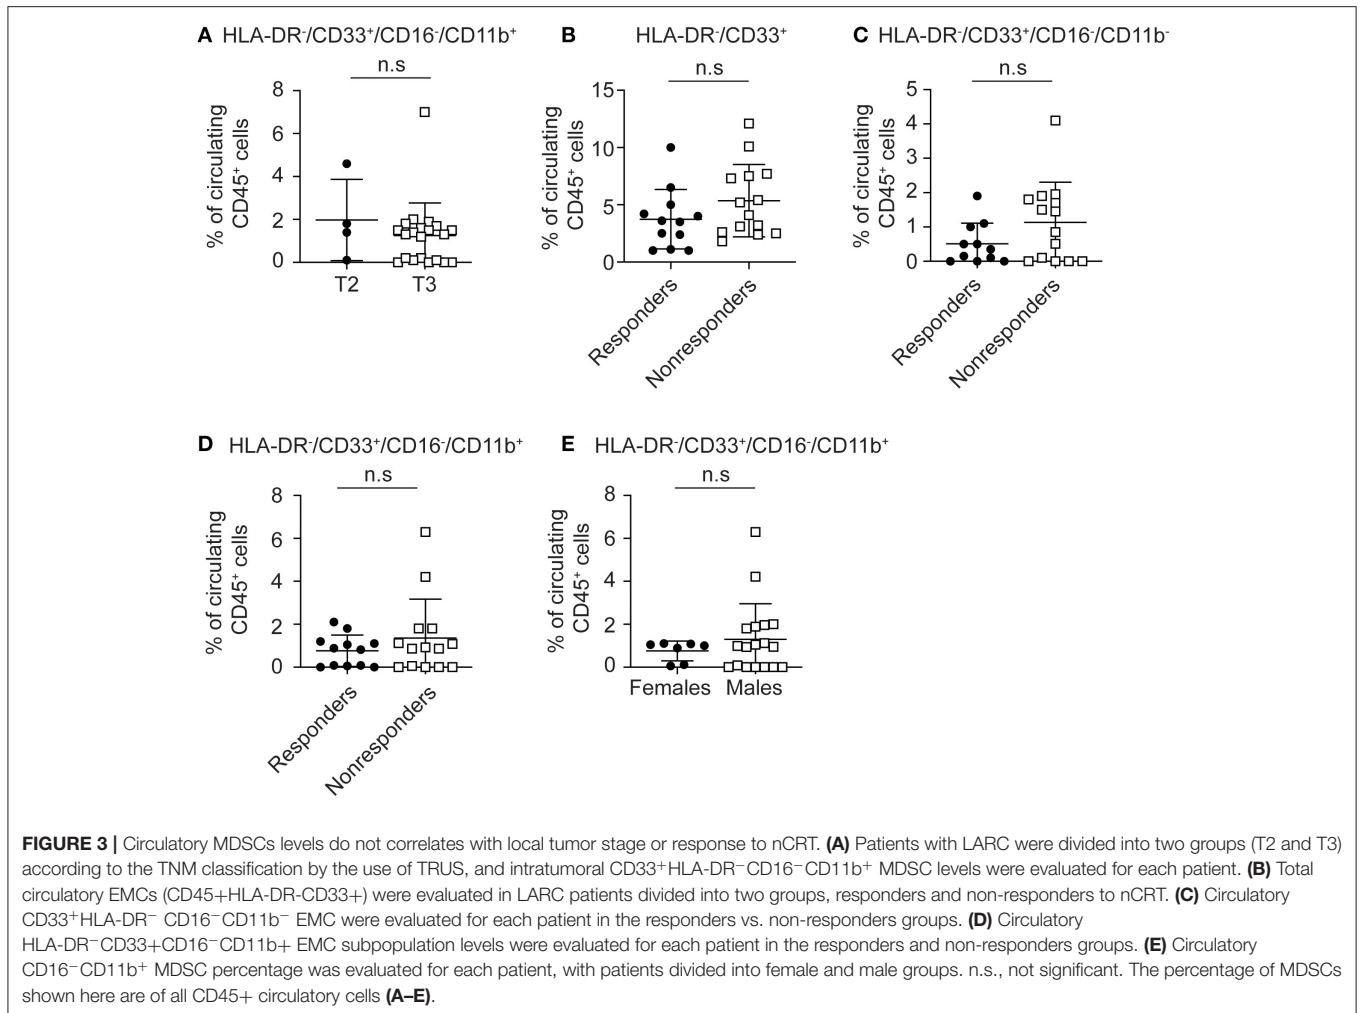 A HLA-DR⁻/CD33⁺/CD16⁻/CD11b⁺
n.s
% of circulating
CD45⁺ cells
8
6
4
2
0
T2 T3
B HLA-DR⁻/CD33⁺
n.s
% of circulating
CD45⁺ cells
15
10
5
0
Responders
Nonresponders
C HLA-DR⁻/CD33⁺/CD16⁻/CD11b⁻
n.s
% of circulating
CD45⁺ cells
5
4
3
2
1
0
Responders
Nonresponders
D HLA-DR⁻/CD33⁺/CD16⁻/CD11b⁺
n.s
% of circulating
CD45⁺ cells
8
6
4
2
0
Responders
Nonresponders
E HLA-DR⁻/CD33⁺/CD16⁻/CD11b⁺
n.s
% of circulating
CD45⁺ cells
8
6
4
2
0
Females Males
FIGURE 3 | Circulatory MDSCs levels do not correlates with local tumor stage or response to nCRT. (A) Patients with LARC were divided into two groups (T2 and T3)
according to the TNM classification by the use of TRUS, and intratumoral CD33⁺HLA-DR⁻CD16⁻CD11b⁺ MDSC levels were evaluated for each patient. (B) Total
circulatory EMCs (CD45+HLA-DR-CD33+) were evaluated in LARC patients divided into two groups, responders and non-responders to nCRT. (C) Circulatory
CD33⁺HLA-DR⁻ CD16⁻CD11b⁻ EMC were evaluated for each patient in the responders vs. non-responders groups. (D) Circulatory
HLA-DR⁻CD33+CD16⁻CD11b+ EMC subpopulation levels were evaluated for each patient in the responders and non-responders groups. (E) Circulatory
CD16⁻CD11b⁺ MDSC percentage was evaluated for each patient, with patients divided into female and male groups. n.s., not significant. The percentage of MDSCs
shown here are of all CD45+ circulatory cells (A–E).